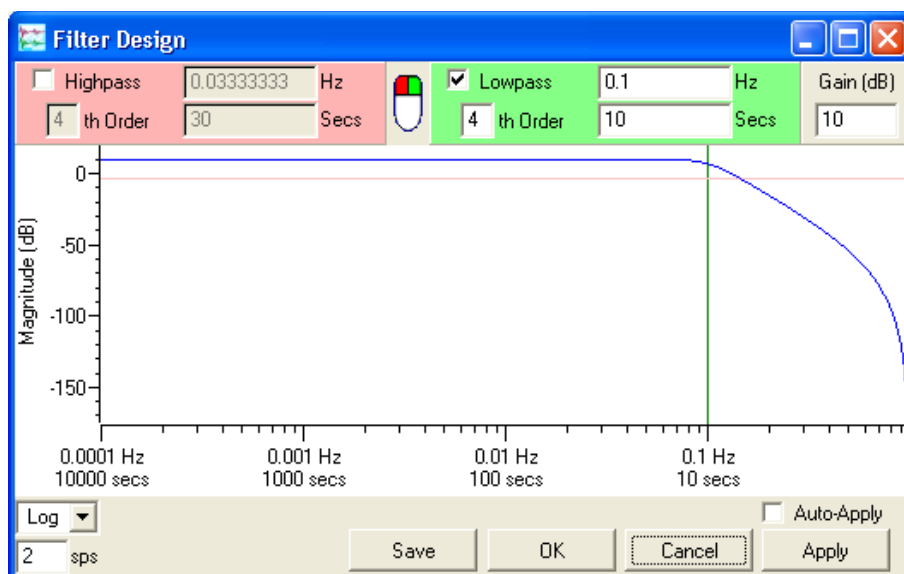 Filter Design
Highpass 0.03333333 Hz
4 th Order 30 Secs
Lowpass 0.1 Hz
4 th Order 10 Secs
Gain (dB)
10
Magnitude (dB)
0
-50
-100
-150
0.0001 Hz 0.001 Hz 0.01 Hz 0.1 Hz
10000 secs 1000 secs 100 secs 10 secs
Log
2 sps
Auto-Apply
Save OK Cancel Apply